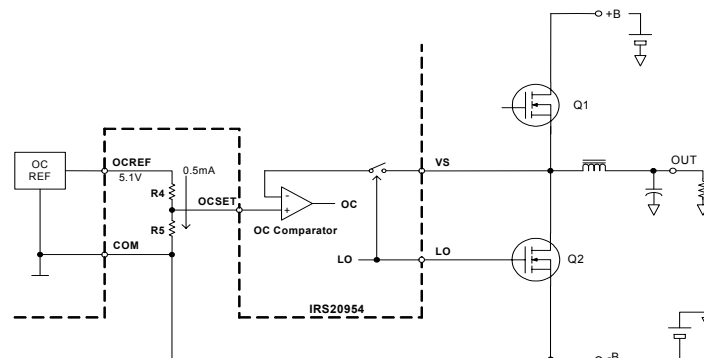 +B
Q1
OC
REF
OCREF
5.1V
0.5mA
R4
R5
COM
OCSET
-
+
OC
OC Comparator
VS
OUT
LO
LO
Q2
IRS20954
-B